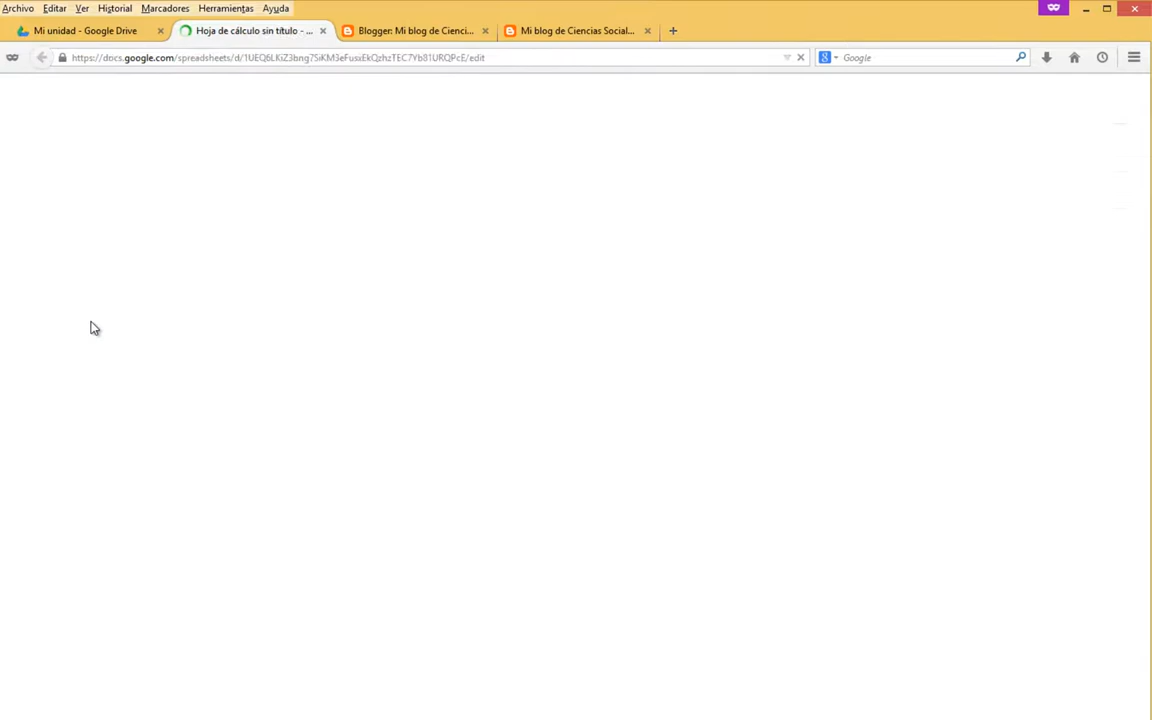 Archivo Editar Ver Historial Marcadores Herramientas Ayuda
Mi unidad - Google Drive Hoja de cálculo sin título - ... Blogger: Mi blog de Cienci... Mi blog de Ciencias Social...
Google